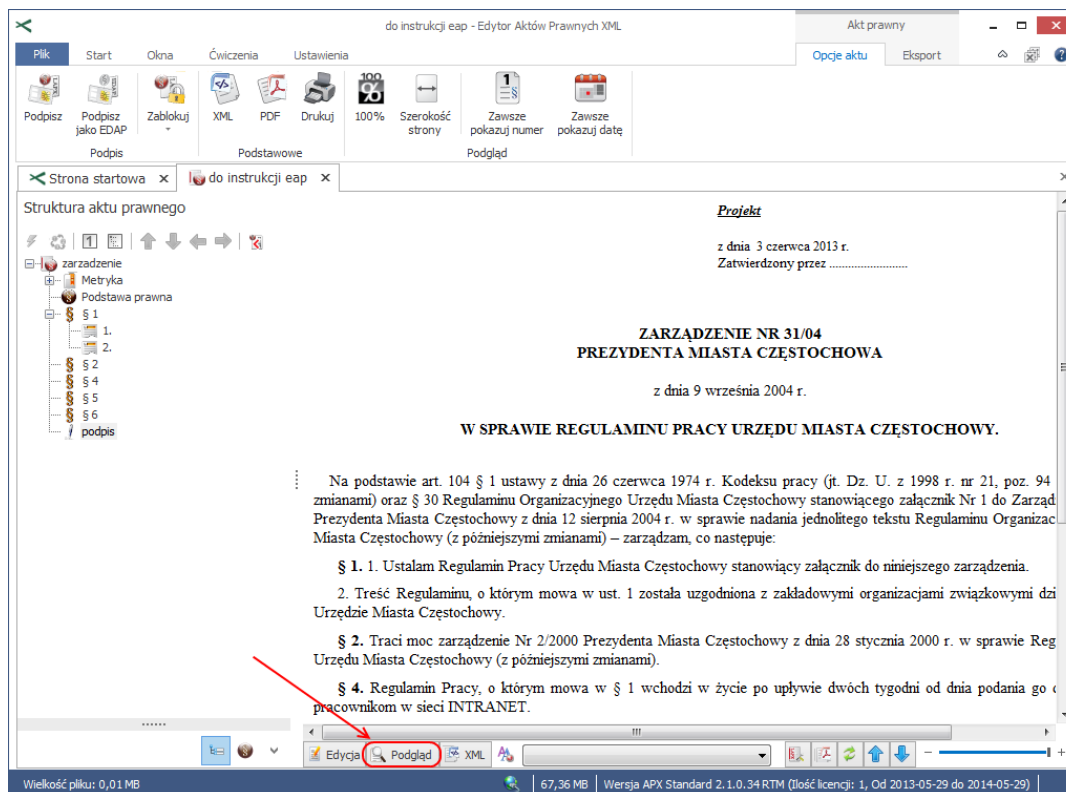 do instrukcji eap - Edytor Aktów Prawnych XML
Akt prawny
Plik Start Okna Ćwiczenia Ustawienia Opcje aktu Eksport
Podpisz
Podpisz jako EDAP
Zablokuj
XML
PDF
Drukuj
100%
Szerokość strony
Zawsze pokazuj numer
Zawsze pokazuj datę
Podpis Podstawowe Podgląd
Strona startowa x do instrukcji eap x
Struktura aktu prawnego
zarzadzenie
Metryka
Podstawa prawna
§ 1
1.
2.
§ 2
§ 4
§ 5
§ 6
podpis
Projekt
z dnia 3 czerwca 2013 r.
Zatwierdzony przez .........................
ZARZĄDZENIE NR 31/04
PREZYDENTA MIASTA CZĘSTOCHOWA
z dnia 9 września 2004 r.
W SPRAWIE REGULAMINU PRACY URZĘDU MIASTA CZĘSTOCHOWY.
Na podstawie art. 104 § 1 ustawy z dnia 26 czerwca 1974 r. Kodeksu pracy (jt. Dz. U. z 1998 r. nr 21, poz. 94
zmianami) oraz § 30 Regulaminu Organizacyjnego Urzędu Miasta Częstochowy stanowiącego załącznik Nr 1 do Zarząd
Prezydenta Miasta Częstochowy z dnia 12 sierpnia 2004 r. w sprawie nadania jednolitego tekstu Regulaminu Organizac
Miasta Częstochowy (z późniejszymi zmianami) – zarządzam, co następuje:
§ 1. 1. Ustalam Regulamin Pracy Urzędu Miasta Częstochowy stanowiący załącznik do niniejszego zarządzenia.
2. Treść Regulaminu, o którym mowa w ust. 1 została uzgodniona z zakładowymi organizacjami związkowymi dzi
Urzędzie Miasta Częstochowy.
§ 2. Traci moc zarządzenie Nr 2/2000 Prezydenta Miasta Częstochowy z dnia 28 stycznia 2000 r. w sprawie Reg
Urzędu Miasta Częstochowy (z późniejszymi zmianami).
§ 4. Regulamin Pracy, o którym mowa w § 1 wchodzi w życie po upływie dwóch tygodni od dnia podania go
pracownikom w sieci INTRANET.
Edycja Podgląd XML
Wielkość pliku: 0,01 MB 67,36 MB Wersja APX Standard 2.1.0.34 RTM (Ilość licencji: 1, Od 2013-05-29 do 2014-05-29)